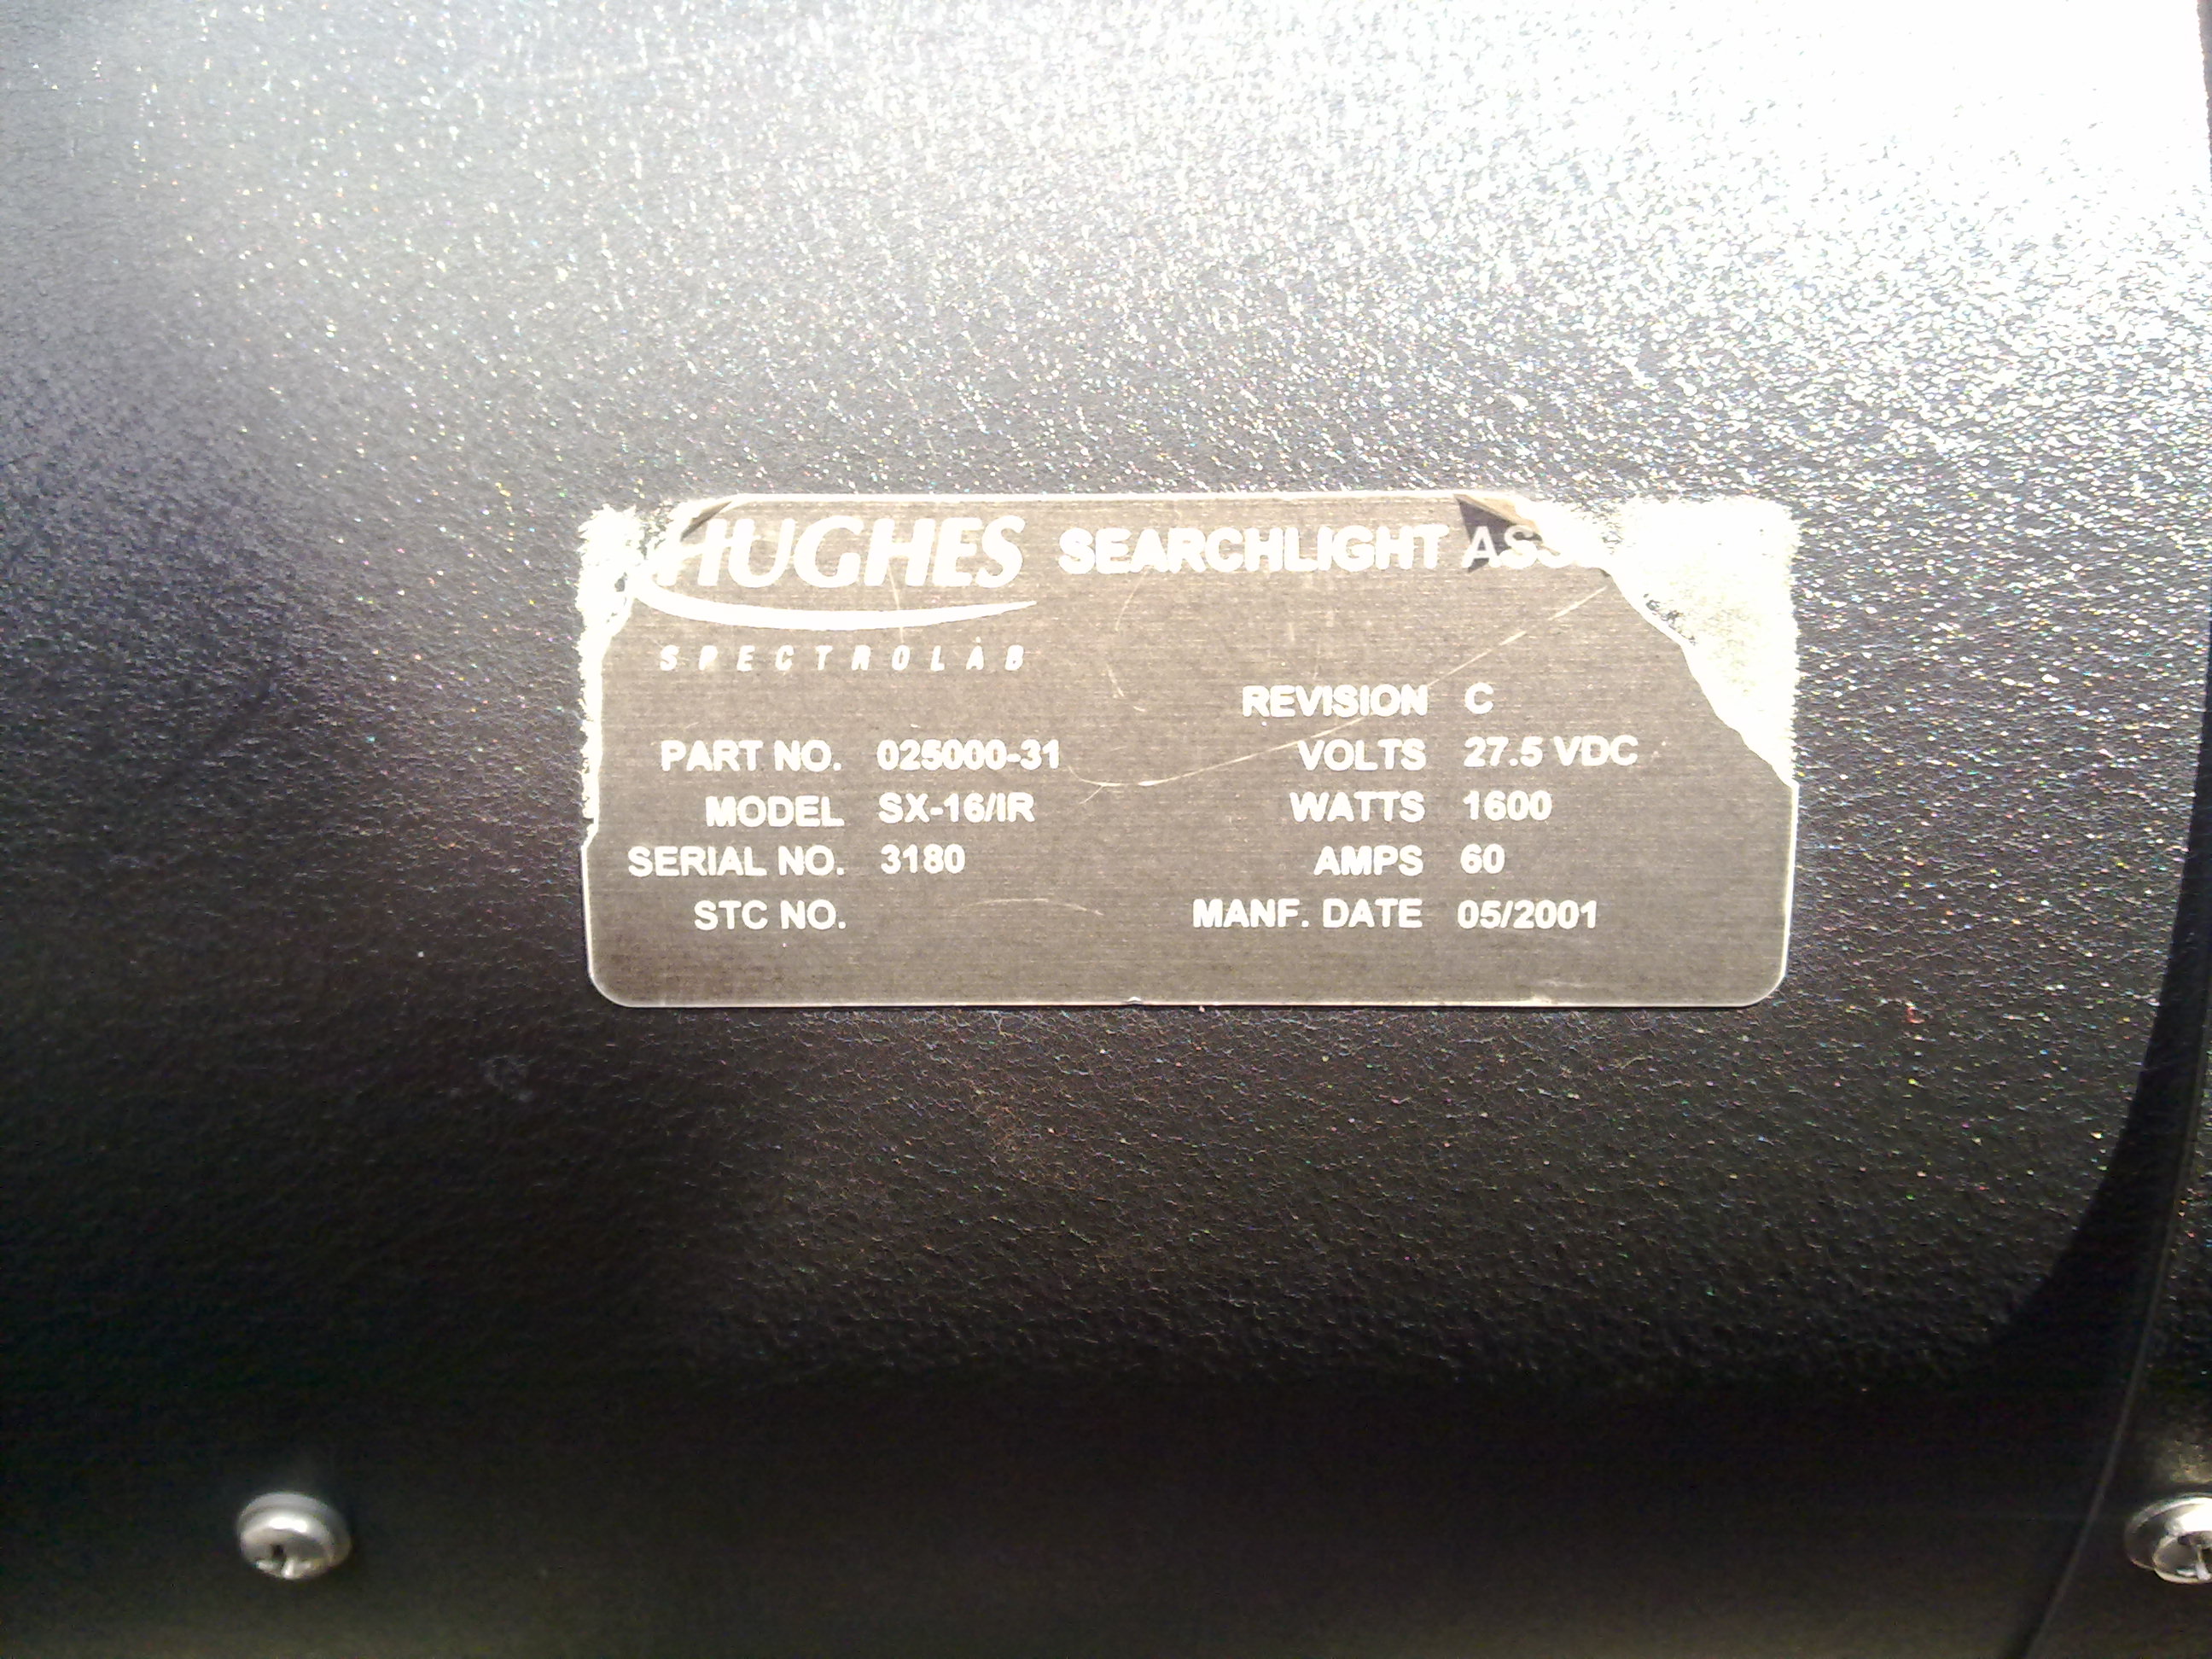 HUGHES SEARCHLIGHT
SPECTROLAB
REVISION C
PART NO. 025000-31 VOLTS 27.5 VDC
MODEL SX-16/IR WATTS 1600
SERIAL NO. 3180 AMPS 60
STC NO. MANF. DATE 05/2001